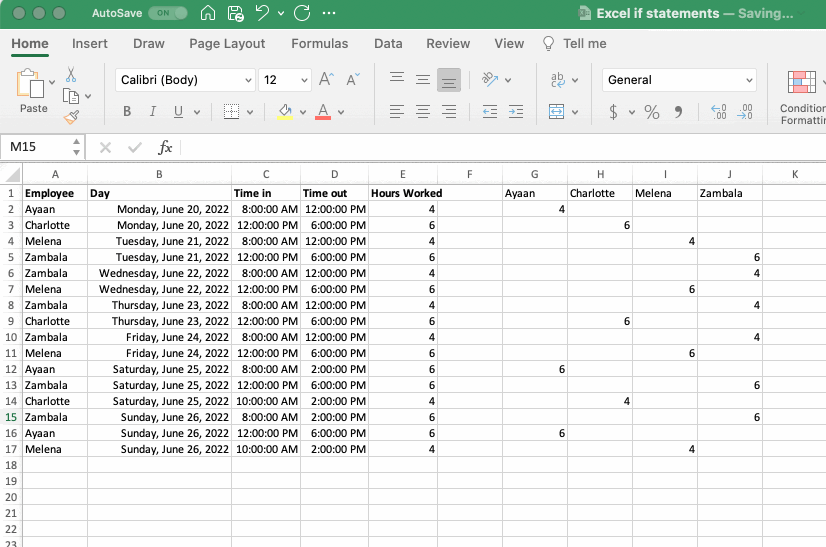 AutoSave ON Excel if statements — Saving...
Home Insert Draw Page Layout Formulas Data Review View Tell me
Paste Calibri (Body) 12 A A ab General
B I U A $ % Condition
Formattin
M15 fx
A B C D E F G H I J K
1 Employee Day Time in Time out Hours Worked Ayaan Charlotte Melena Zambala
2 Ayaan Monday, June 20, 2022 8:00:00 AM 12:00:00 PM 4 4
3 Charlotte Monday, June 20, 2022 12:00:00 PM 6:00:00 PM 6 6
4 Melena Tuesday, June 21, 2022 8:00:00 AM 12:00:00 PM 4 4
5 Zambala Tuesday, June 21, 2022 12:00:00 PM 6:00:00 PM 6 6
6 Zambala Wednesday, June 22, 2022 8:00:00 AM 12:00:00 PM 4 4
7 Melena Wednesday, June 22, 2022 12:00:00 PM 6:00:00 PM 6 6
8 Zambala Thursday, June 23, 2022 8:00:00 AM 12:00:00 PM 4 4
9 Charlotte Thursday, June 23, 2022 12:00:00 PM 6:00:00 PM 6 6
10 Zambala Friday, June 24, 2022 8:00:00 AM 12:00:00 PM 4 4
11 Melena Friday, June 24, 2022 12:00:00 PM 6:00:00 PM 6 6
12 Ayaan Saturday, June 25, 2022 8:00:00 AM 2:00:00 PM 6 6
13 Zambala Saturday, June 25, 2022 12:00:00 PM 6:00:00 PM 6 6
14 Charlotte Saturday, June 25, 2022 10:00:00 AM 2:00:00 PM 4 4
15 Zambala Sunday, June 26, 2022 8:00:00 AM 2:00:00 PM 6 6
16 Ayaan Sunday, June 26, 2022 12:00:00 PM 6:00:00 PM 6 6
17 Melena Sunday, June 26, 2022 10:00:00 AM 2:00:00 PM 4 4
18
19
20
21
22
23